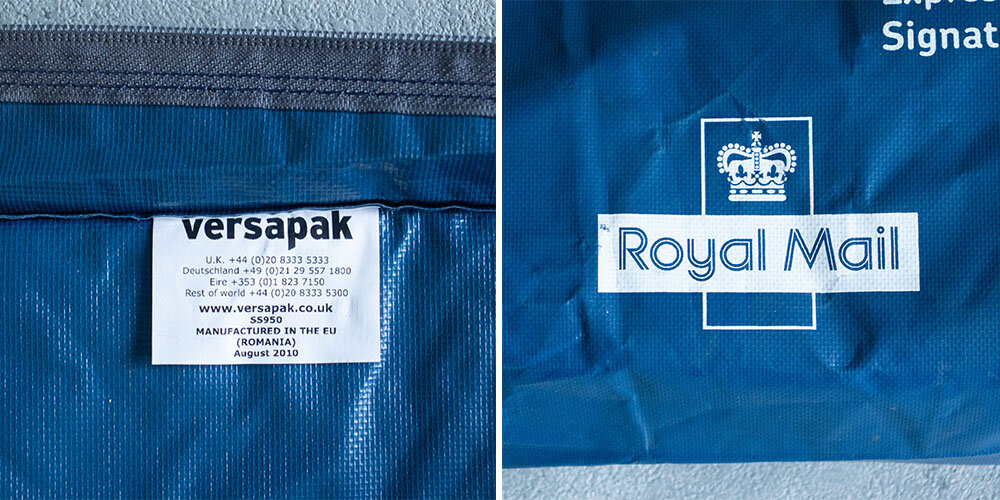 versapak
U.K. +44 (0)20 8333 5333
Deutschland +49 (0)21 29 557 1800
Eire +353 (0)1 823 7150
Rest of world +44 (0)20 8333 5300
www.versapak.co.uk
SS950
MANUFACTURED IN THE EU
(ROMANIA)
August 2010
Expres
Signat
Royal Mail